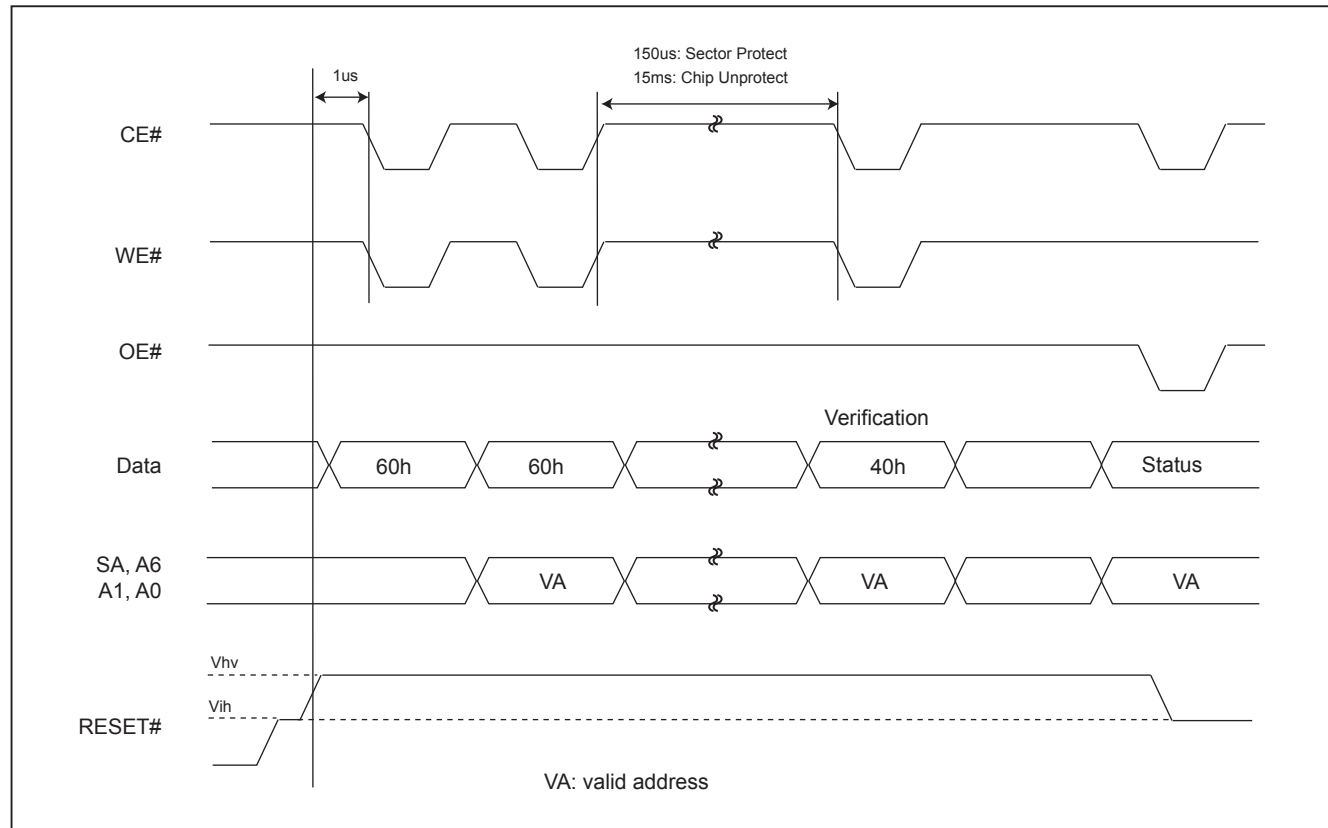 150us: Sector Protect
15ms: Chip Unprotect
1us
CE#
WE#
OE#
Verification
Data
60h
60h
40h
Status
SA, A6
A1, A0
VA
VA
VA
Vhv
Vih
RESET#
VA: valid address